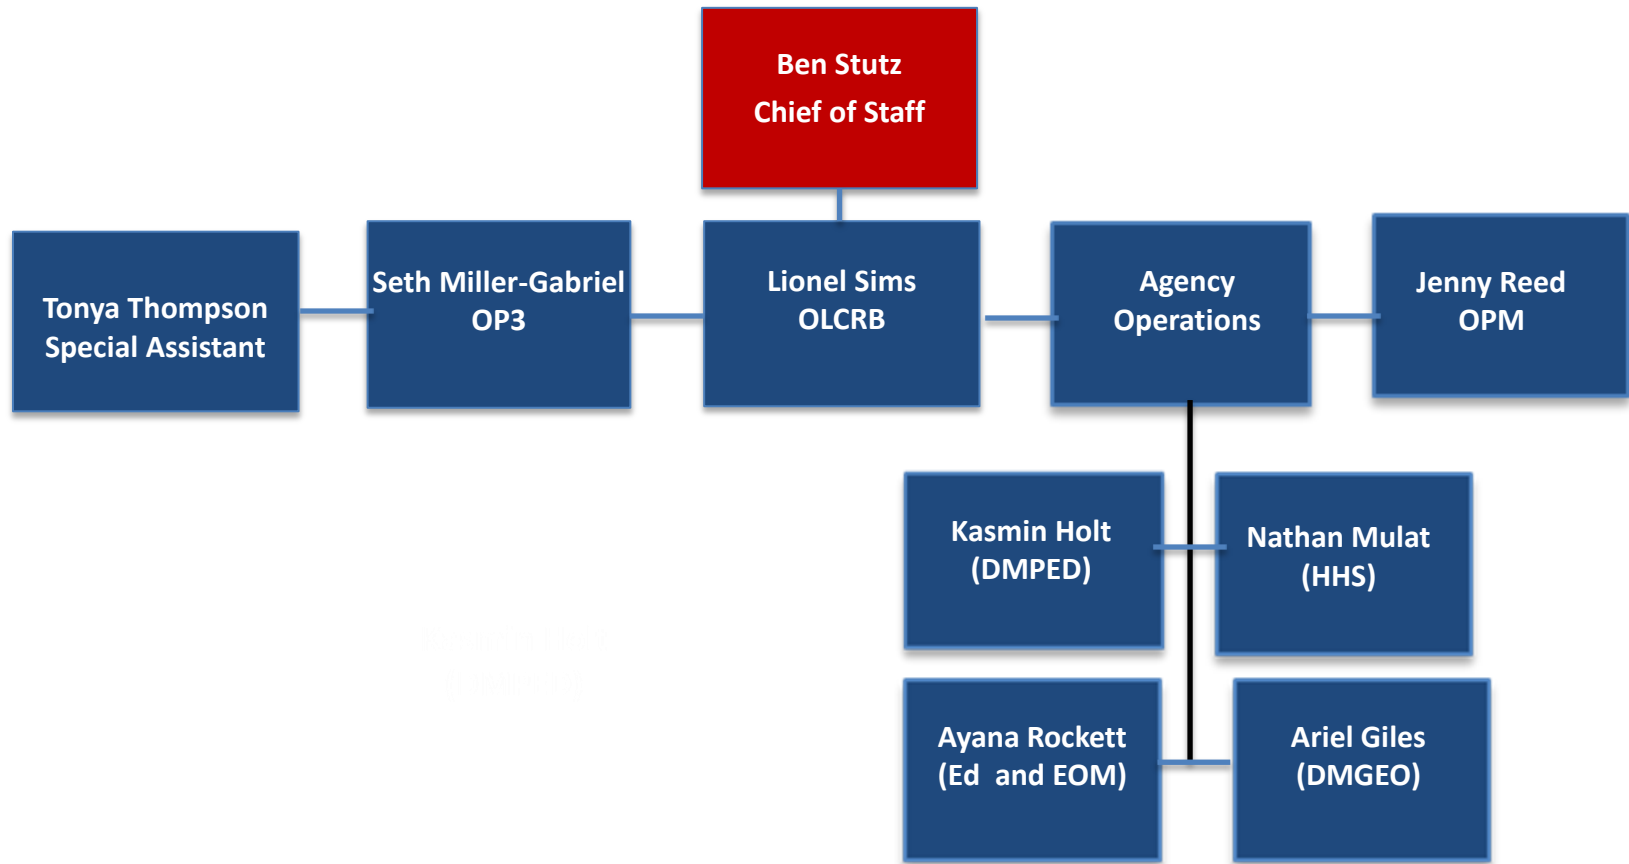 Ben Stutz
Chief of Staff
Tonya Thompson
Special Assistant
Seth Miller-Gabriel
OP3
Lionel Sims
OLCRB
Agency
Operations
Jenny Reed
OPM
Kasmin Holt
(DMPED)
Nathan Mulat
(HHS)
Ayana Rockett
(Ed  and EOM)
Ariel Giles
(DMGEO)